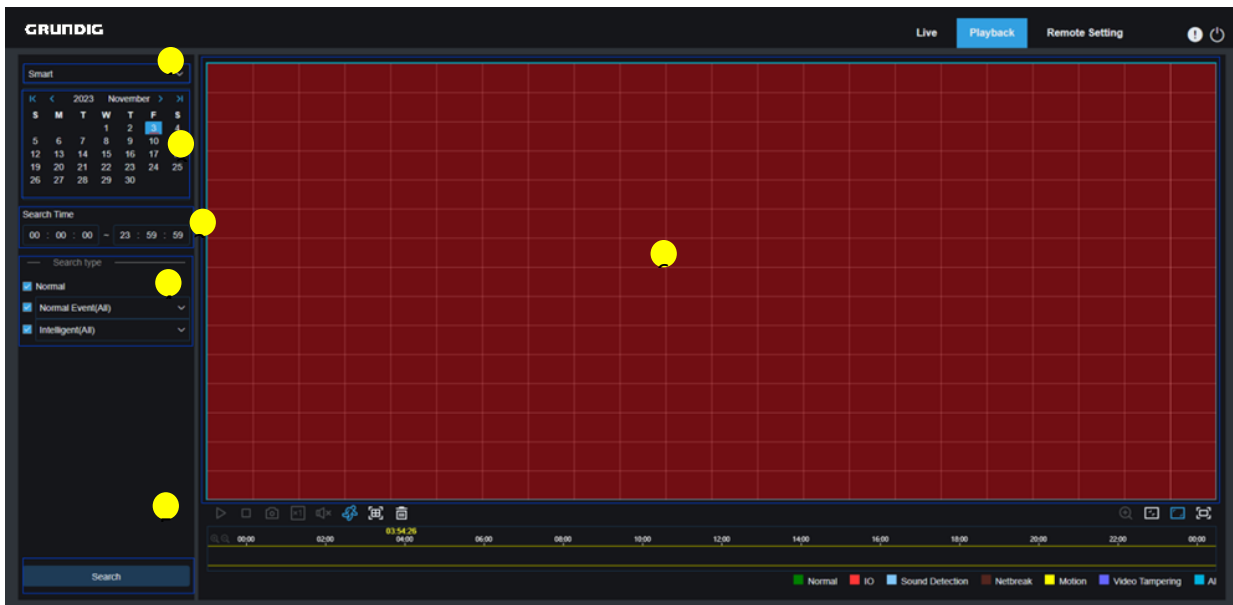 GRUNDIG
Live Playback Remote Setting
Smart
2023 November
S M T W T F S
1 2 3 4
5 6 7 8 9 10
12 13 14 15 16 17
19 20 21 22 23 24 25
26 27 28 29 30
Search Time
00 : 00 : 00 ~ 23 : 59 : 59
Search type
Normal
Normal Event(All)
Intelligent(All)
Search
x1
03:54:26
00:00 02:00 04:00 06:00 08:00 10:00 12:00 14:00 16:00 18:00 20:00 22:00 00:00
Normal IO Sound Detection Netbreak Motion Video Tampering AI